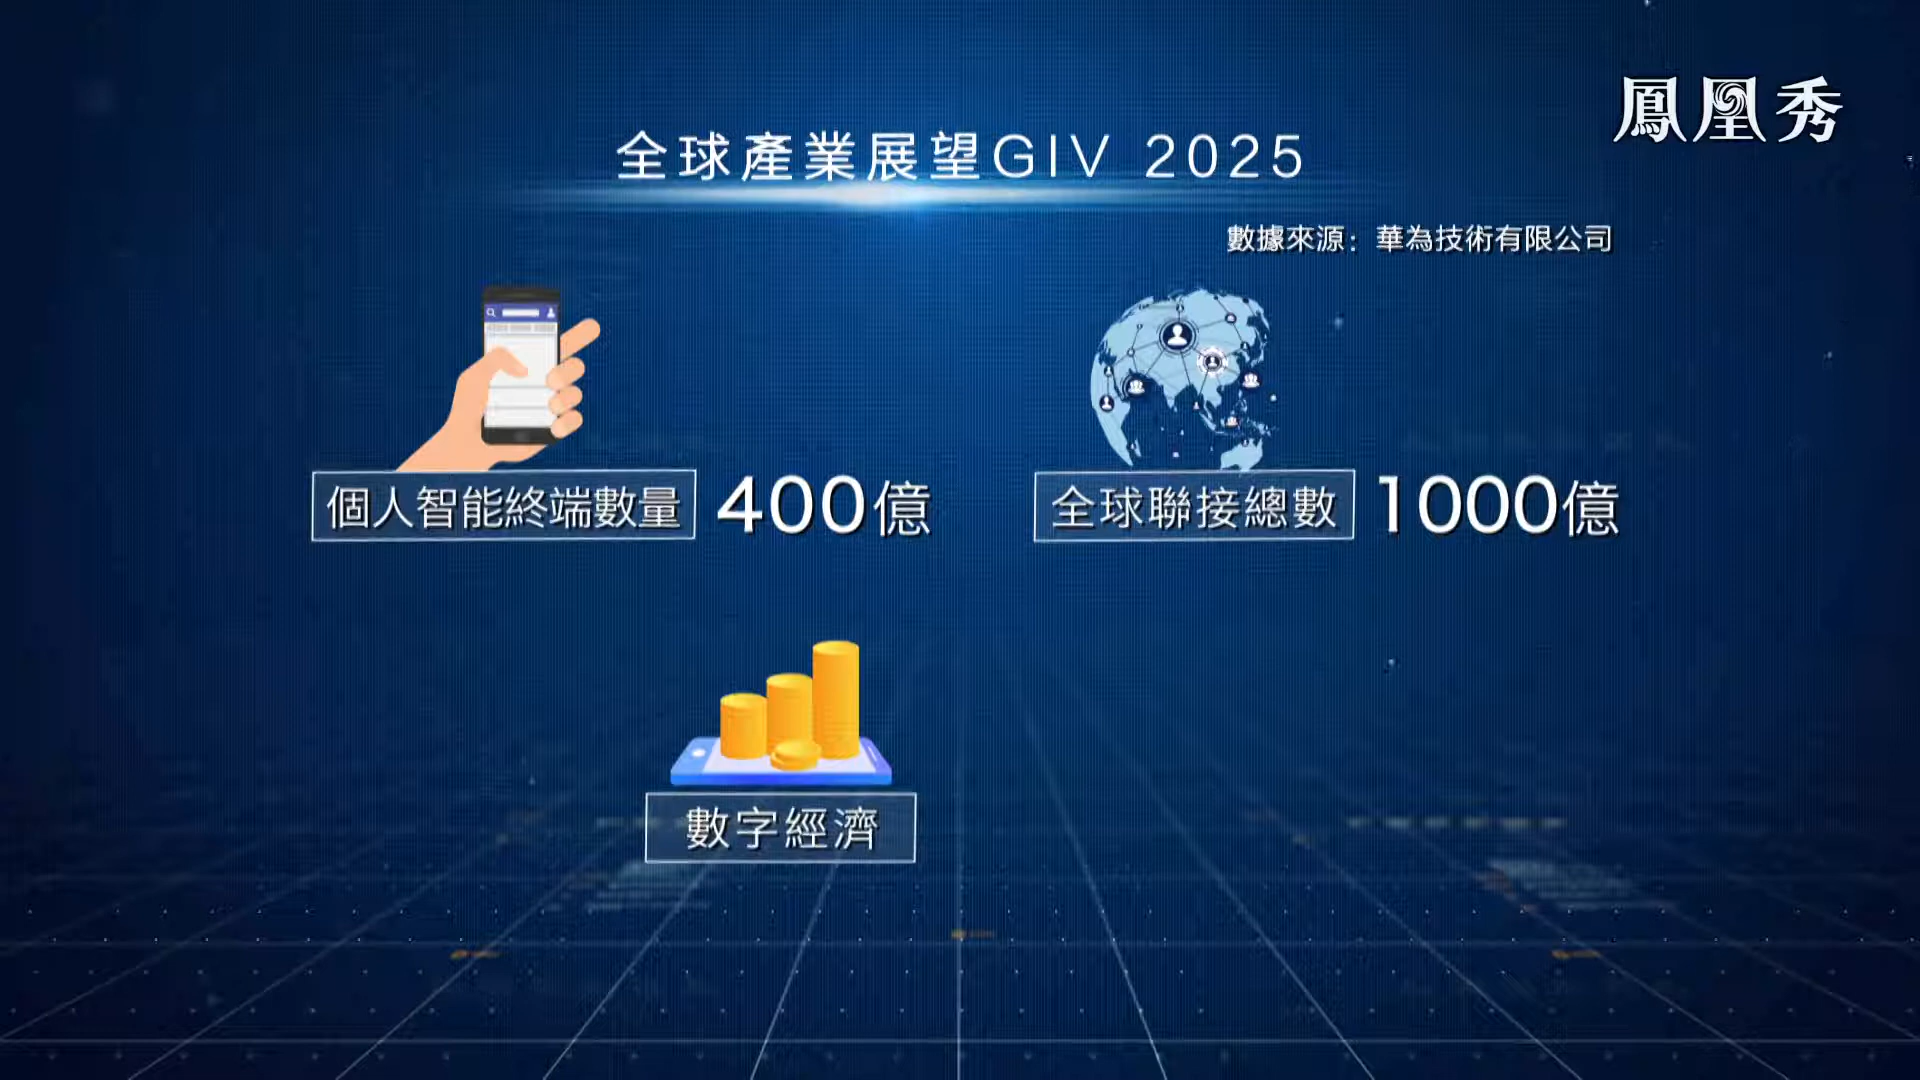 鳳凰秀
全球產業展望GIV 2025
數據來源：華為技術有限公司
個人智能終端數量 400億
全球聯接總數 1000億
數字經濟